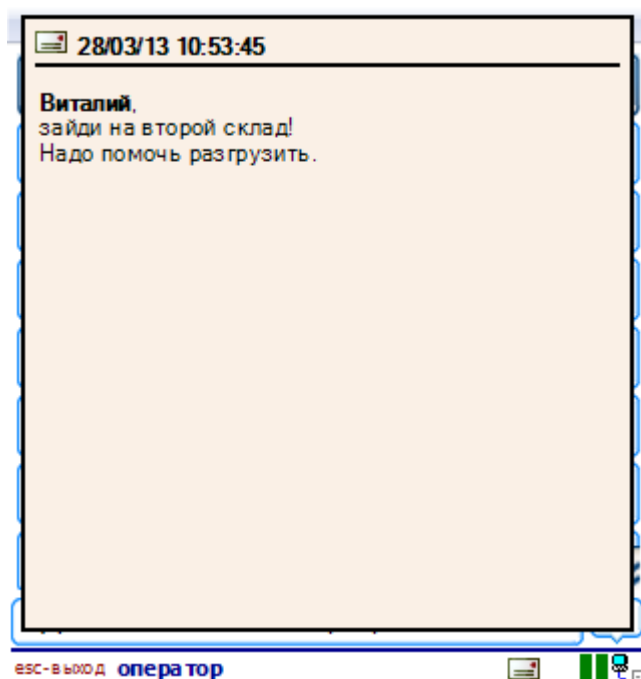 28/03/13 10:53:45
Виталий,
зайди на второй склад!
Надо помочь разгрузить.
esc-выход оператор